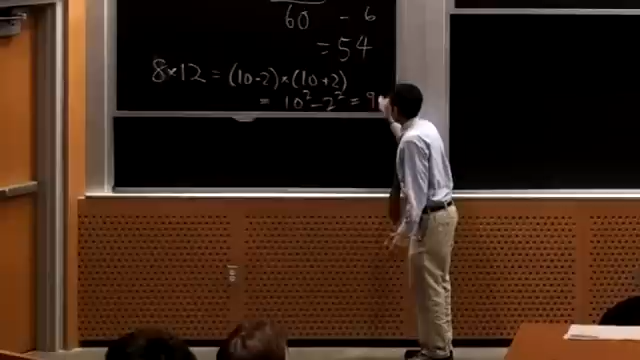 60 - 6
= 54
8×12 = (10-2)×(10+2)
= 10² - 2² = 9